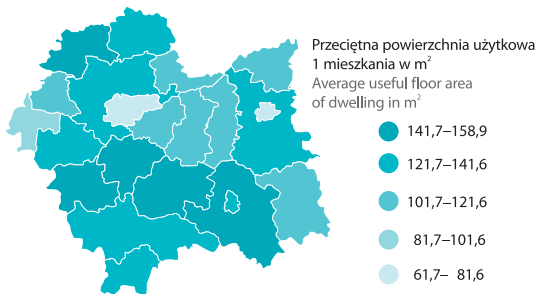 Przeciętna powierzchnia użytkowa
1 mieszkania w m²
Average useful floor area
of dwelling in m²
141,7–158,9
121,7–141,6
101,7–121,6
81,7–101,6
61,7– 81,6